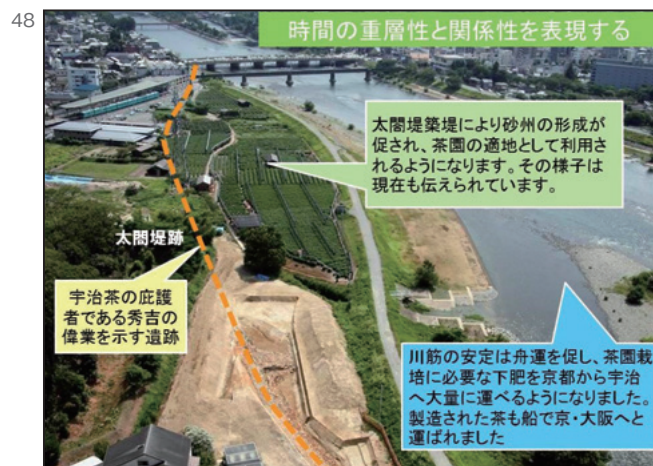 48
時間の重層性と関係性を表現する
太閤堤築堤により砂州の形成が
促され、茶園の適地として利用さ
れるようになります。その様子は
現在も伝えられています。
太閤堤跡
宇治茶の庇護
者である秀吉の
偉業を示す遺跡
川筋の安定は舟運を促し、茶園栽
培に必要な下肥を京都から宇治
へ大量に運べるようになりました。
製造された茶も船で京・大阪へと
運ばれました